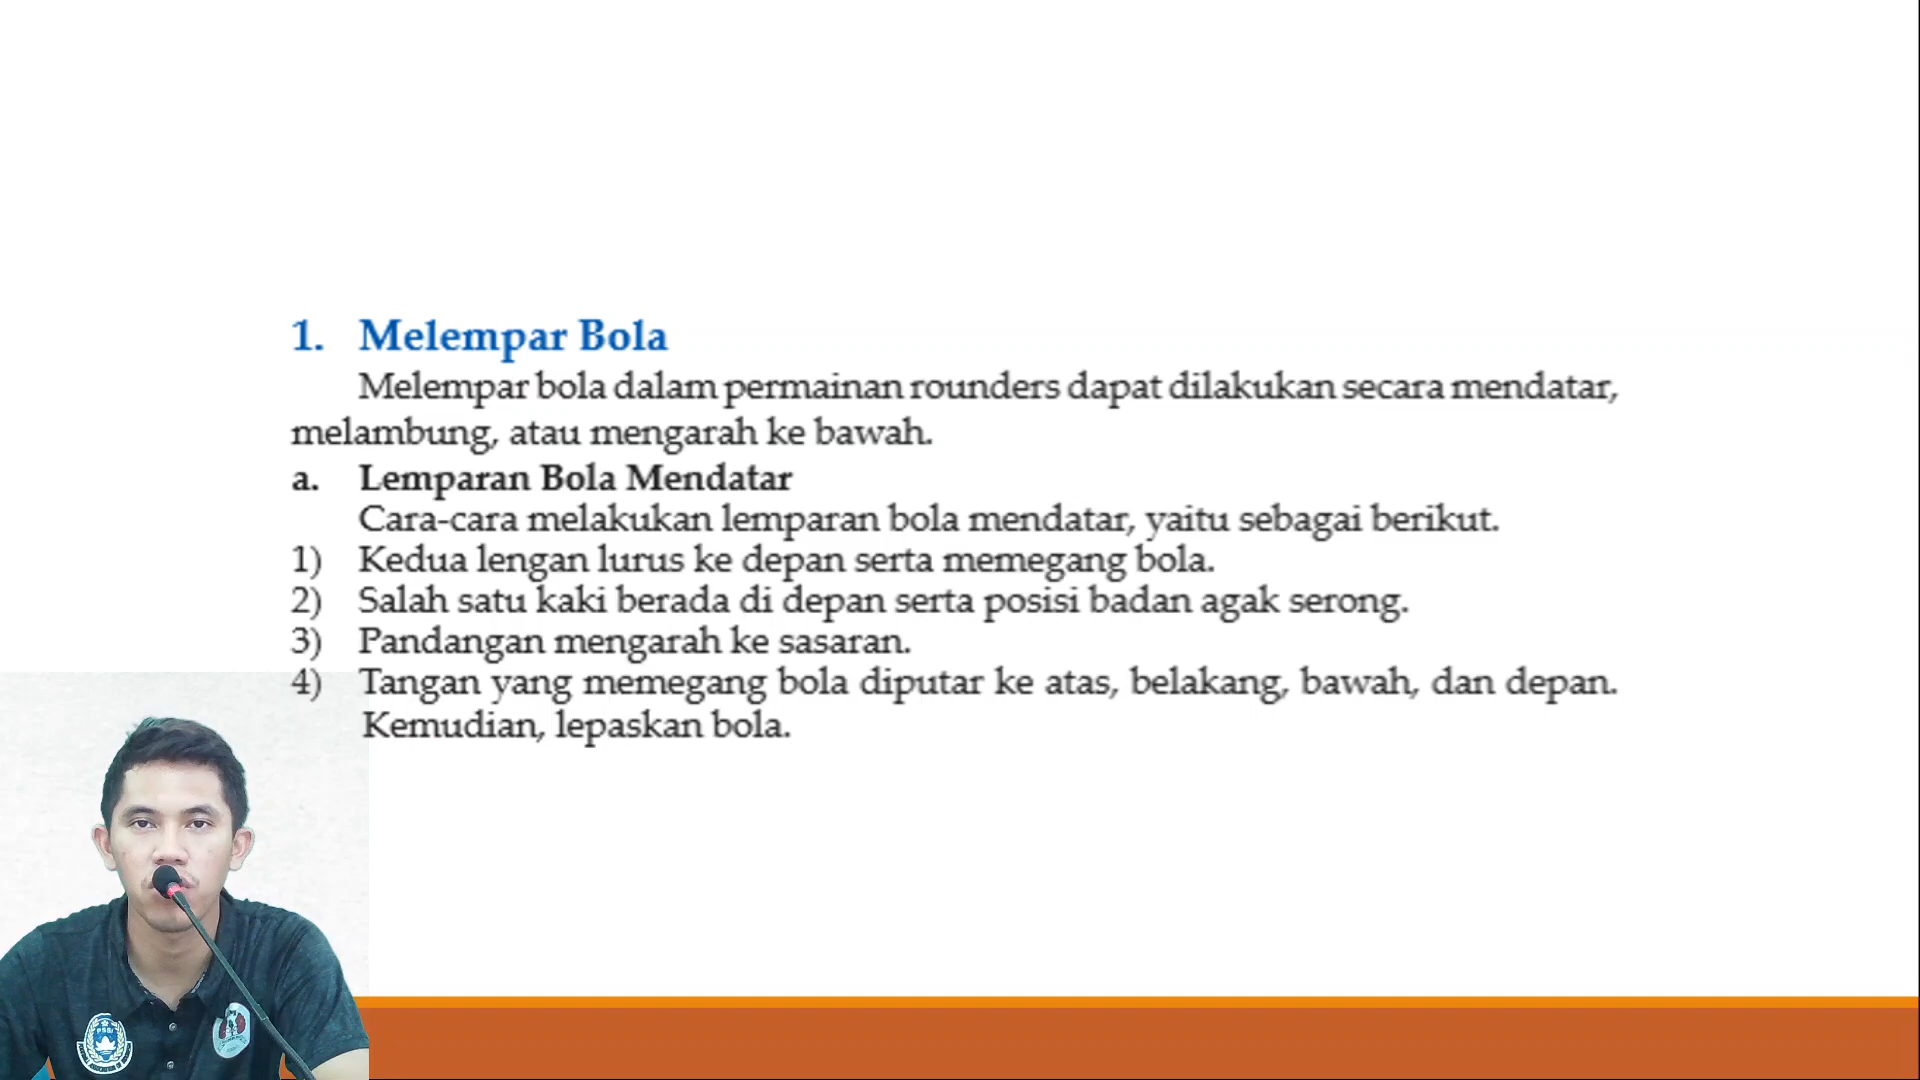 1. Melempar Bola
Melempar bola dalam permainan rounders dapat dilakukan secara mendatar,
melambung, atau mengarah ke bawah.
a. Lemparan Bola Mendatar
Cara-cara melakukan lemparan bola mendatar, yaitu sebagai berikut.
1) Kedua lengan lurus ke depan serta memegang bola.
2) Salah satu kaki berada di depan serta posisi badan agak serong.
3) Pandangan mengarah ke sasaran.
4) Tangan yang memegang bola diputar ke atas, belakang, bawah, dan depan.
Kemudian, lepaskan bola.
PSSI